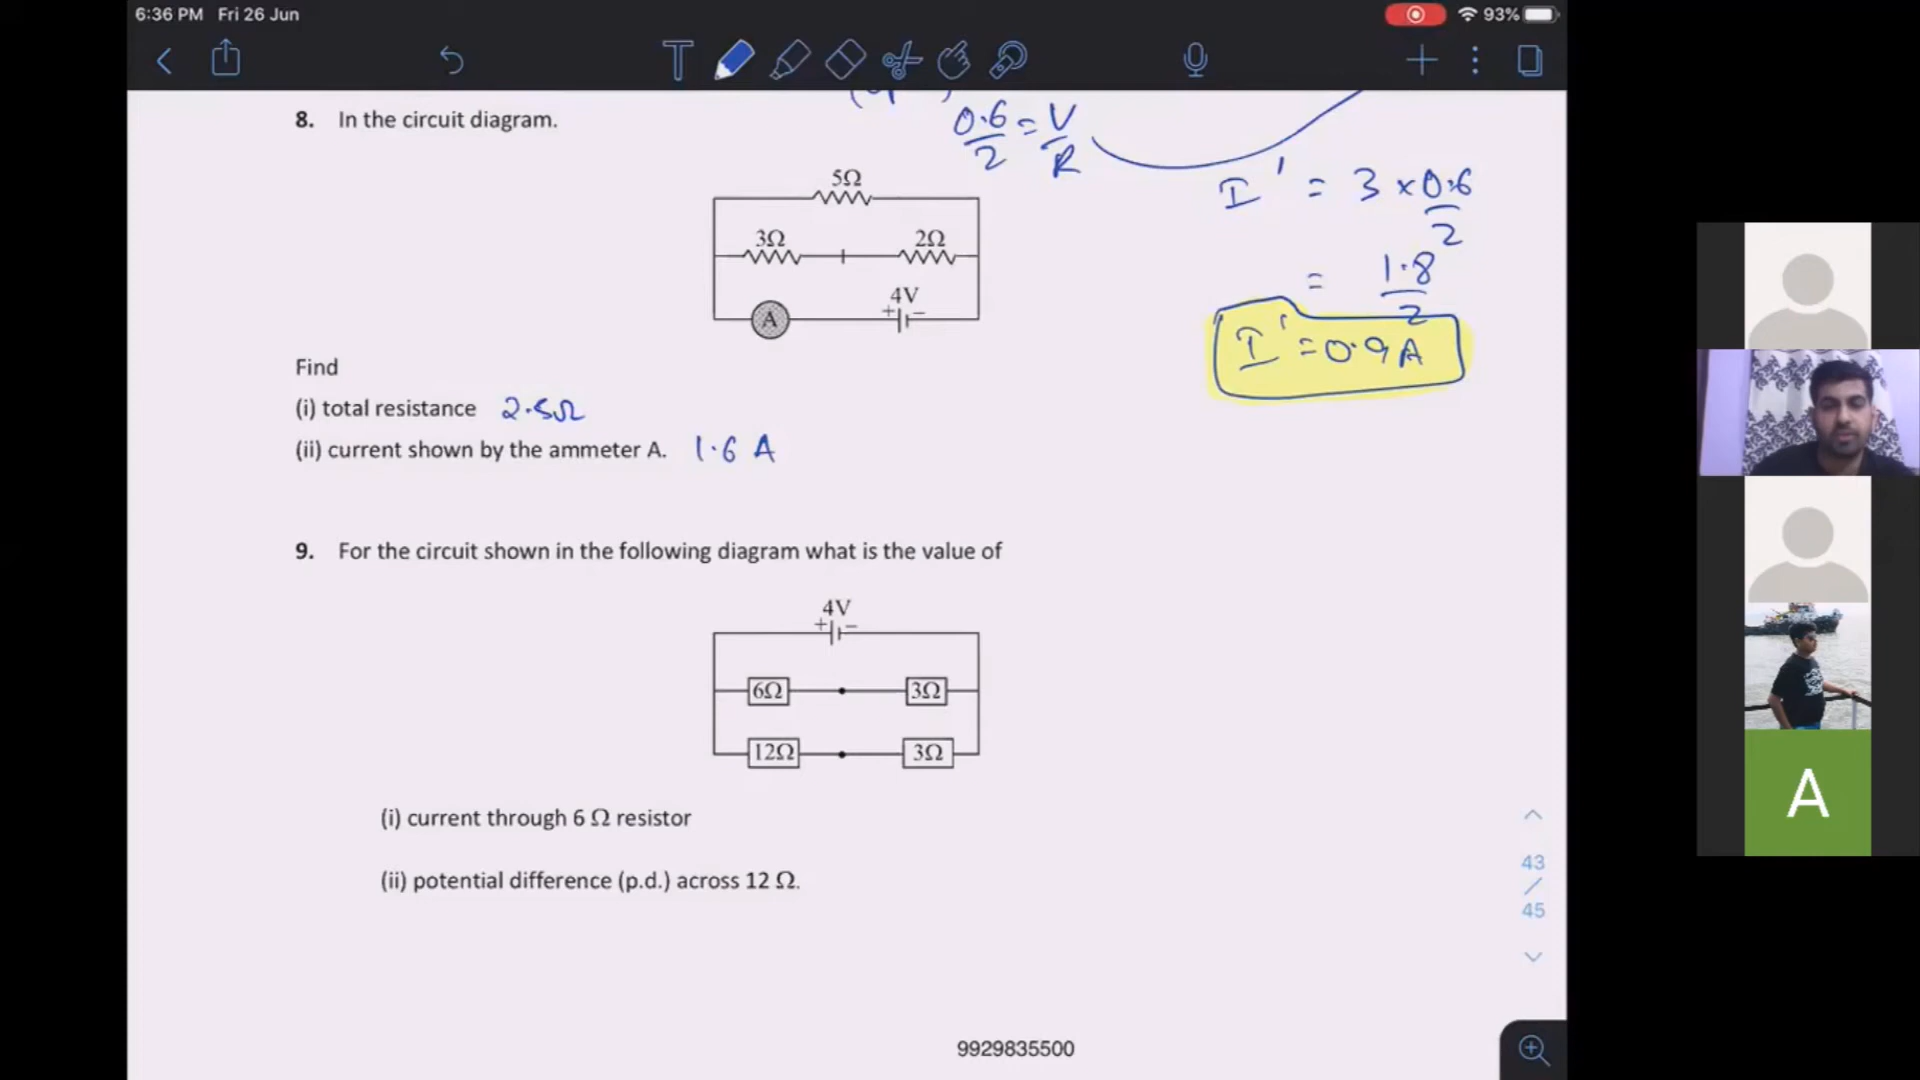 6:36 PM Fri 26 Jun
93%
0.6/2 = V/R
8. In the circuit diagram.
5Ω
3Ω
2Ω
4V
+ −
A
I' = 3 × 0.6/2
= 1.8/2
I' = 0.9 A
Find
(i) total resistance 2.5Ω
(ii) current shown by the ammeter A. 1.6 A
9. For the circuit shown in the following diagram what is the value of
4V
+ −
6Ω
3Ω
12Ω
3Ω
(i) current through 6 Ω resistor
(ii) potential difference (p.d.) across 12 Ω.
43
/
45
9929835500
A